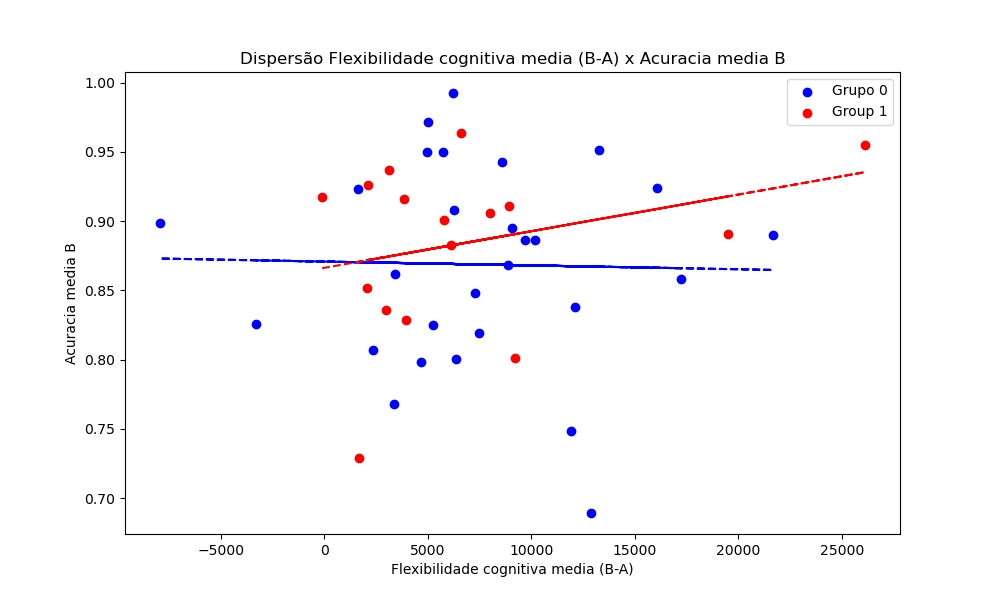 Dispersão Flexibilidade cognitiva media (B-A) x Acuracia media B
Grupo 0
Group 1
Acuracia media B
1.00
0.95
0.90
0.85
0.80
0.75
0.70
−5000
0
5000
10000
15000
20000
25000
Flexibilidade cognitiva media (B-A)